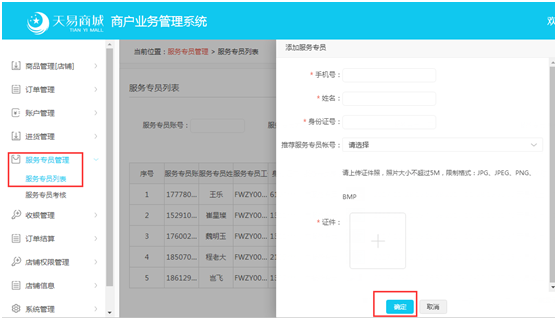 天易商城
TIAN YI MALL
商户业务管理系统
欢
商品管理[店铺]
订单管理
账户管理
进货管理
服务专员管理
服务专员列表
服务专员考核
收银管理
订单结算
店铺权限管理
店铺信息
系统管理
当前位置：服务专员管理 > 服务专员列表
服务专员列表
服务专员账号：
服
序号 服务专员账 服务专员姓 服务专员工
1 177780... 王乐 FWZY00... 61
2 152910... 崔晨臻 FWZY00... 13
3 176002... 魏明玉 FWZY00... 13
4 185070... 程老大 FWZY00... 21
5 186129... 岂飞 FWZY00... 13
添加服务专员
* 手机号：
* 姓名：
* 身份证号：
推荐服务专员帐号： 请选择
请上传证件照，照片大小不超过5M，限制格式：JPG、JPEG、PNG、
BMP
* 证件：
确定 取消